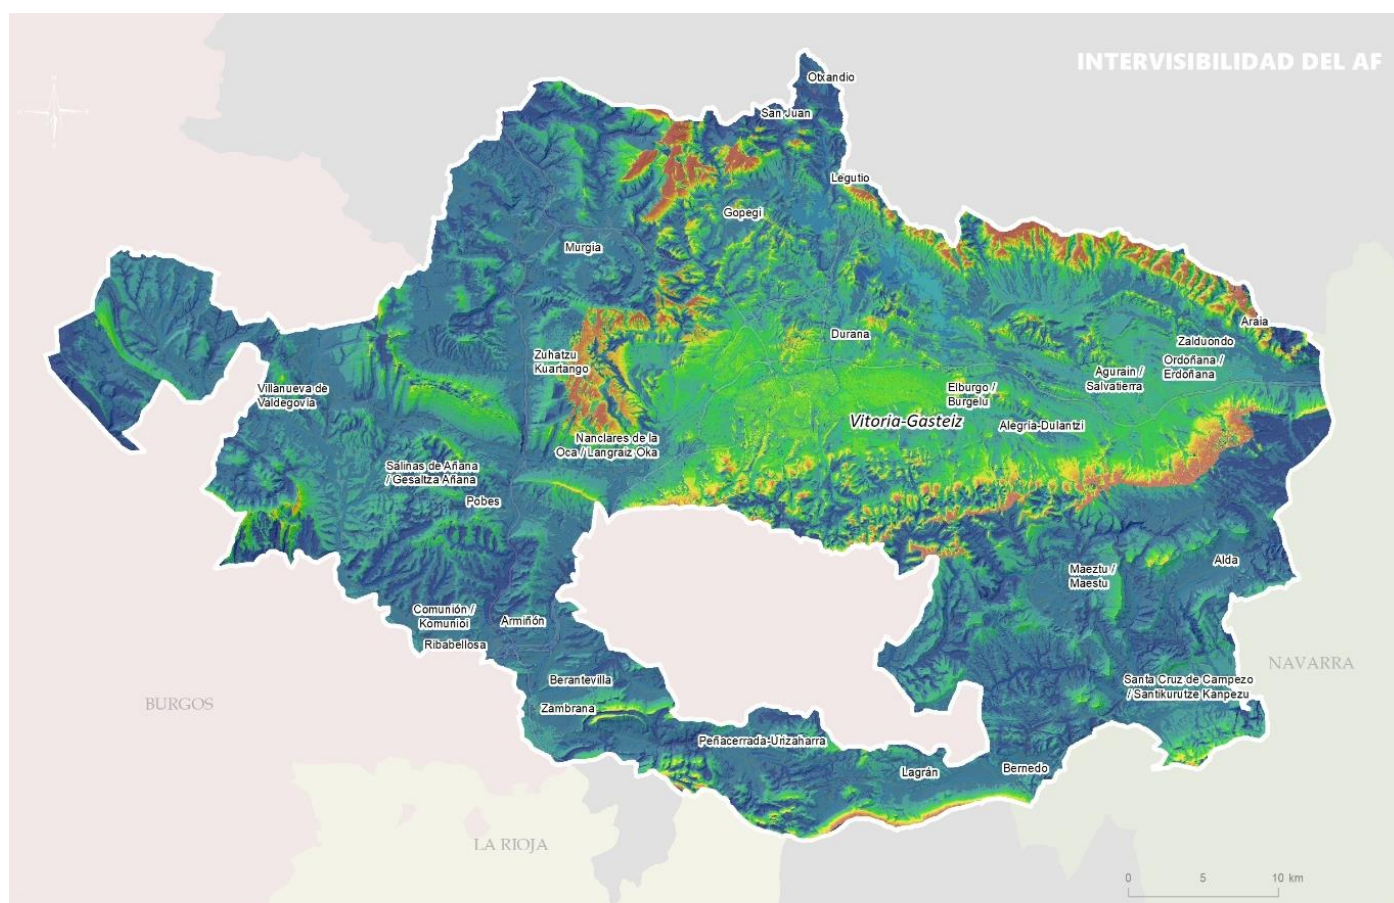 INTERVISIBILIDAD DEL AF
Otxandio
San Juan
Legutio
Gopegi
Murgia
Araia
Durana
Zalduondo
Zuhatzu
Kuartango
Ordoñana /
Erdoñana
Agurain /
Salvatierra
Villanueva de
Valdegovía
Elburgo /
Burgelu
Vitoria-Gasteiz
Alegría-Dulantzi
Nanclares de la
Oca / Langraiz Oka
Salinas de Añana
/ Gesaltza Añana
Pobes
Alda
Maeztu /
Maestu
Comunión /
Komunioi
Armiñón
Ribabellosa
NAVARRA
Berantevilla
Santa Cruz de Campezo
/ Santikurutze Kanpezu
BURGOS
Zambrana
Peñacerrada-Urizaharra
Lagrán
Bernedo
LA RIOJA
0 5 10 km